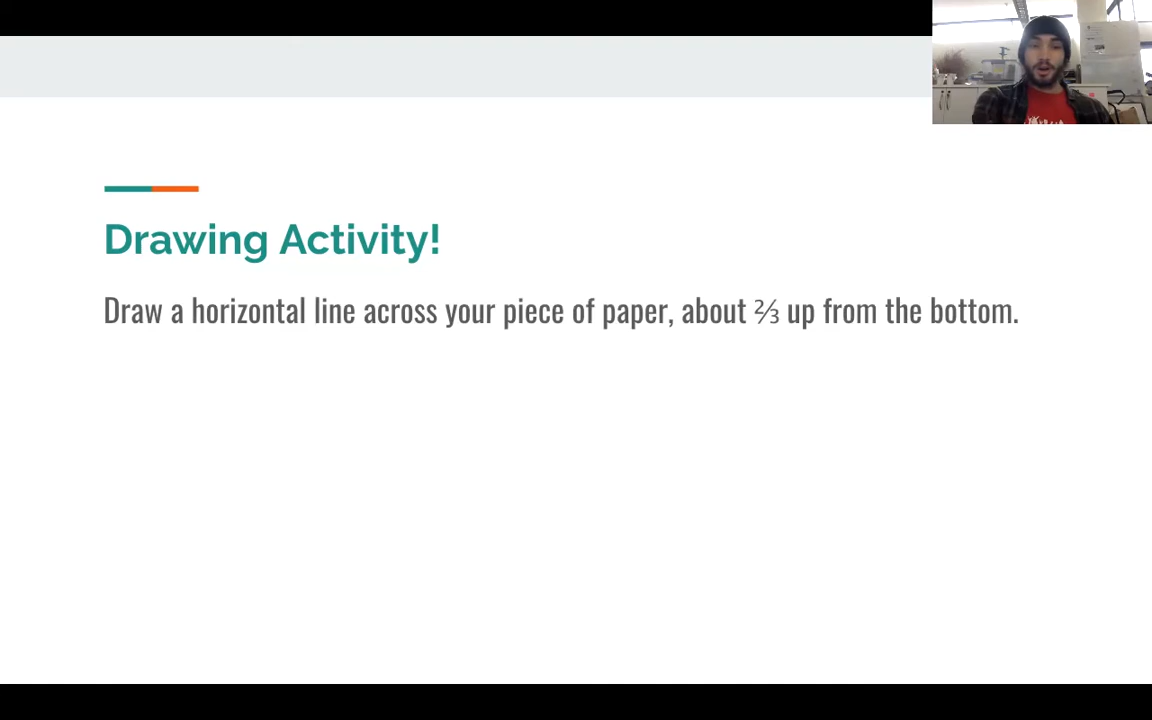 Drawing Activity!
Draw a horizontal line across your piece of paper, about ⅔ up from the bottom.